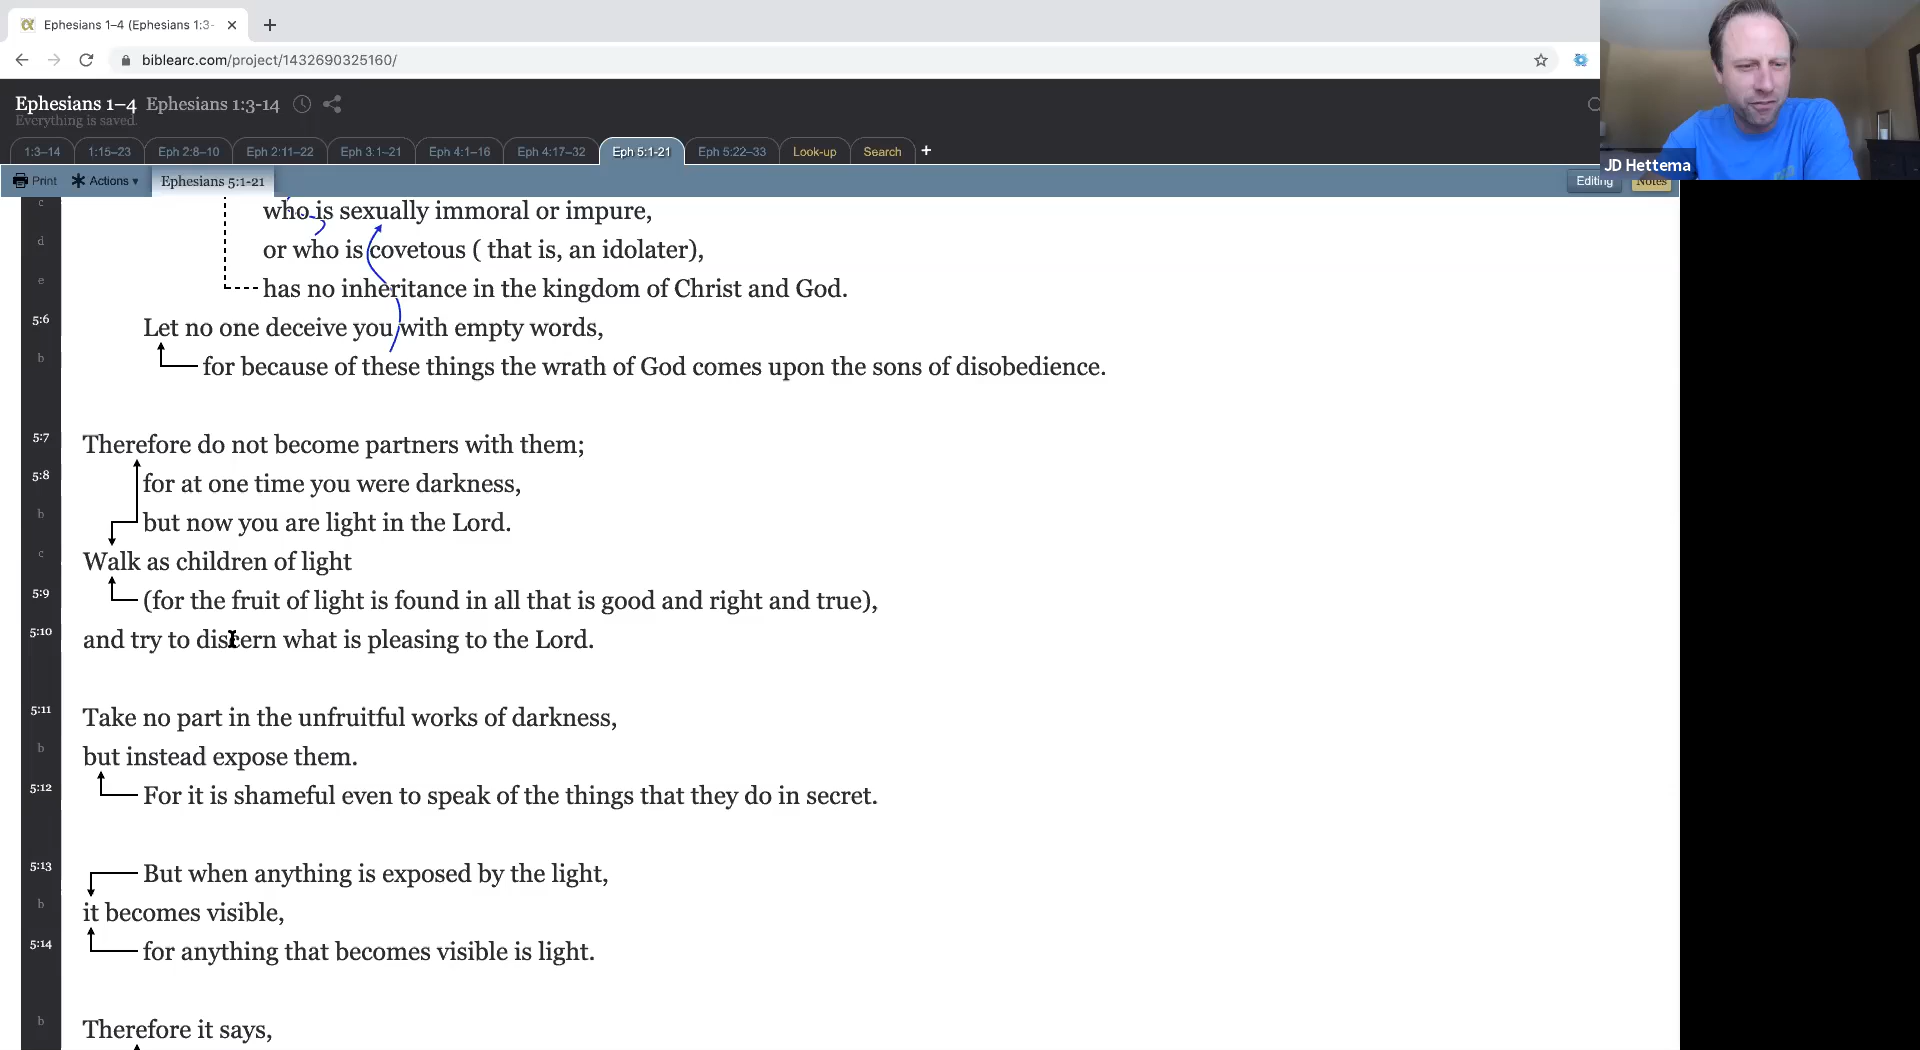 Ephesians 1–4 (Ephesians 1:3-
biblearc.com/project/1432690325160/
Ephesians 1–4 Ephesians 1:3-14
Everything is saved.
1:3–14 1:15–23 Eph 2:8–10 Eph 2:11–22 Eph 3:1–21 Eph 4:1–16 Eph 4:17–32 Eph 5:1-21 Eph 5:22–33 Look-up Search +
Print Actions Ephesians 5:1-21 Editing Notes
JD Hettema
c who is sexually immoral or impure,
d or who is covetous ( that is, an idolater),
e has no inheritance in the kingdom of Christ and God.
5:6 Let no one deceive you with empty words,
b for because of these things the wrath of God comes upon the sons of disobedience.
5:7 Therefore do not become partners with them;
5:8 for at one time you were darkness,
b but now you are light in the Lord.
c Walk as children of light
5:9 (for the fruit of light is found in all that is good and right and true),
5:10 and try to discern what is pleasing to the Lord.
5:11 Take no part in the unfruitful works of darkness,
b but instead expose them.
5:12 For it is shameful even to speak of the things that they do in secret.
5:13 But when anything is exposed by the light,
b it becomes visible,
5:14 for anything that becomes visible is light.
b Therefore it says,